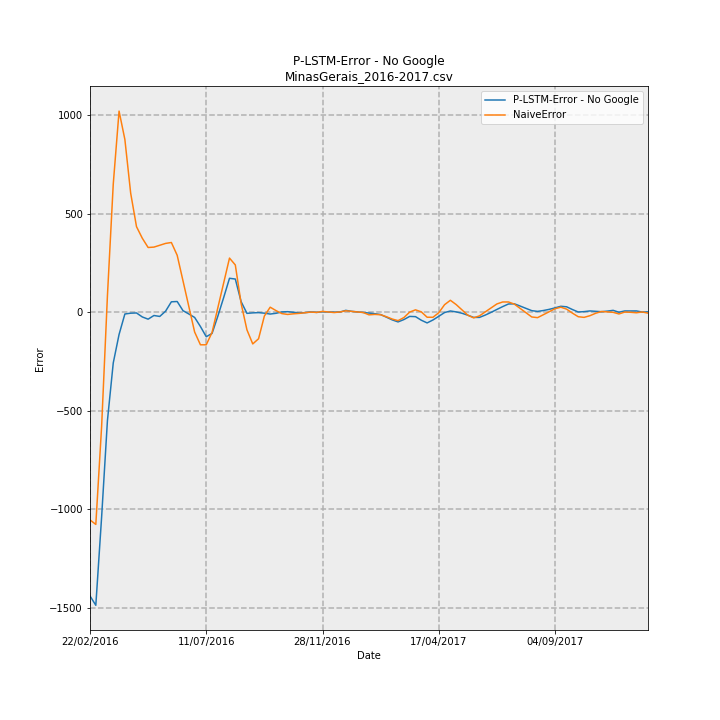 P-LSTM-Error - No Google
MinasGerais_2016-2017.csv
P-LSTM-Error - No Google
NaiveError
1000
500
0
−500
−1000
−1500
Error
22/02/2016
11/07/2016
28/11/2016
17/04/2017
04/09/2017
Date